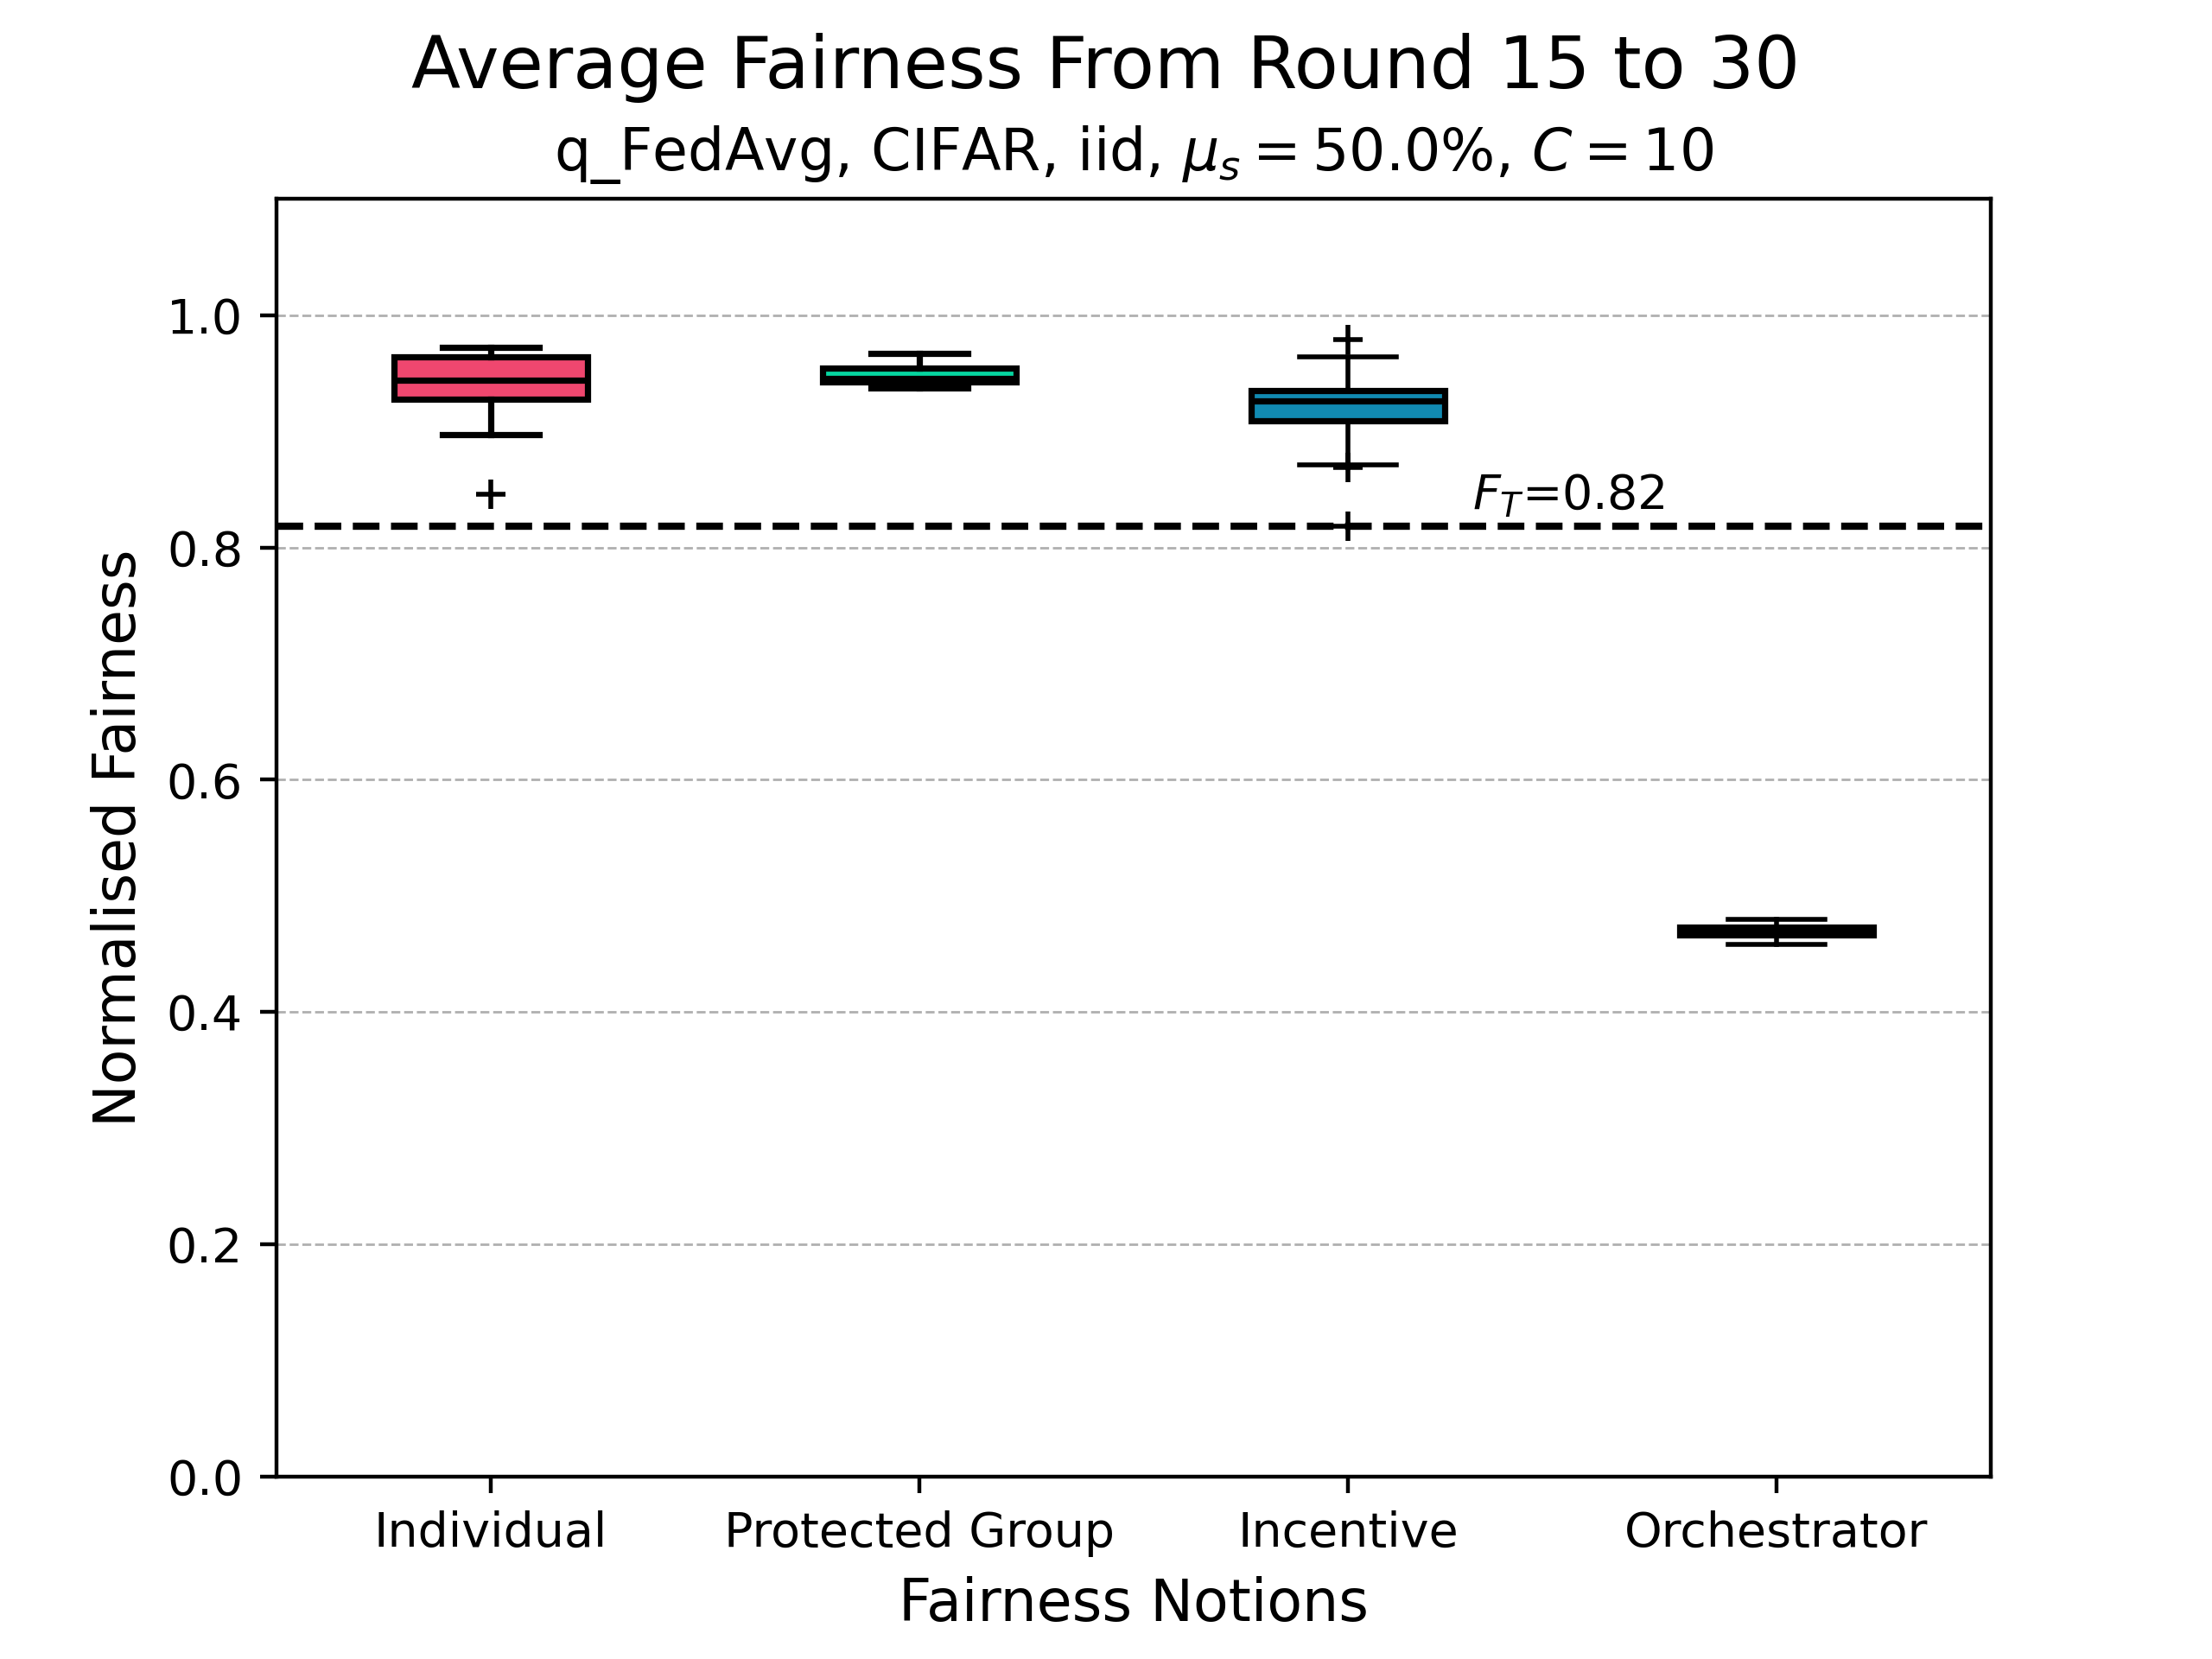 Average Fairness From Round 15 to 30
q_FedAvg, CIFAR, iid, μₛ = 50.0%, C = 10
1.0
F_T=0.82
0.8
0.6
0.4
0.2
0.0
Normalised Fairness
Individual Protected Group Incentive Orchestrator
Fairness Notions